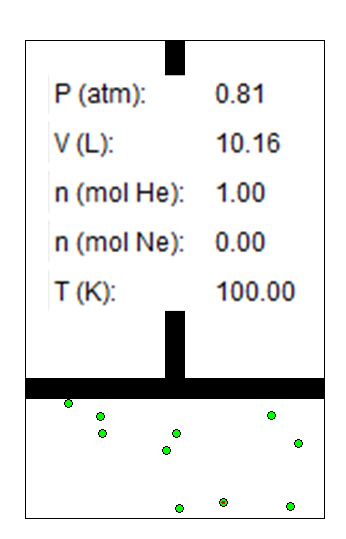 P (atm): 0.81
V (L): 10.16
n (mol He): 1.00
n (mol Ne): 0.00
T (K): 100.00